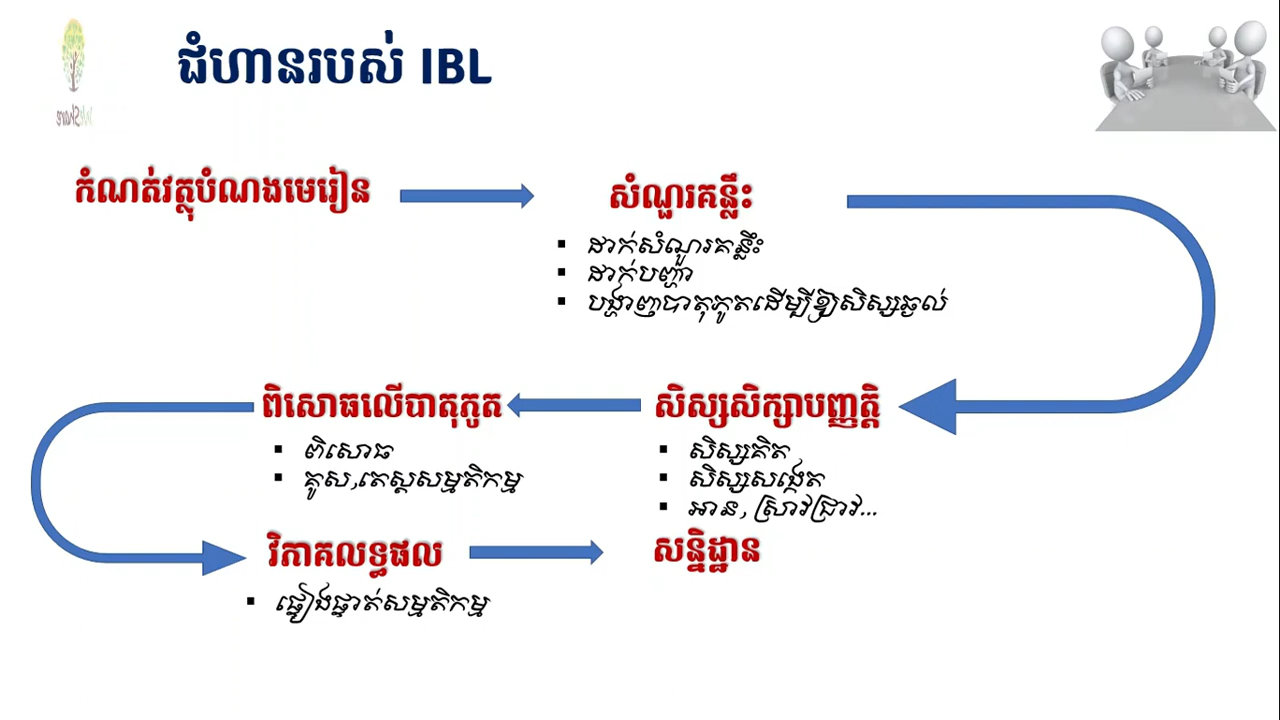 ជំហានរបស់ IBL
Share
កំណត់វត្ថុបំណងមេរៀន
សំណួរគន្លឹះ
▪ ដាក់សំណួរគន្លឹះ
▪ ដាក់បញ្ហា
▪ បង្ហាញបាតុភូតដើម្បីឱ្យសិស្សឆ្ងល់
សិស្សសិក្សាបញ្ញត្តិ
▪ សិស្សគិត
▪ សិស្សសង្កេត
▪ អាន, ស្រាវជ្រាវ...
ពិសោធលើបាតុភូត
▪ ពិសោធ
▪ គូស,តេស្តសម្មតិកម្ម
វិភាគលទ្ធផល
▪ ផ្ទៀងផ្ទាត់សម្មតិកម្ម
សន្និដ្ឋាន